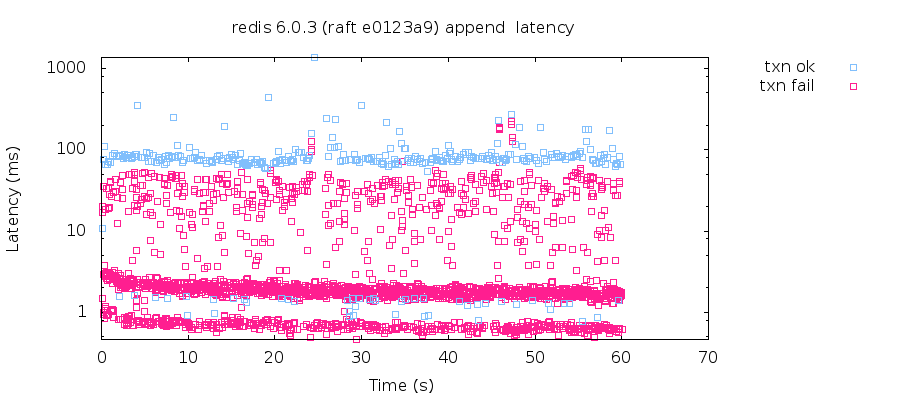 redis 6.0.3 (raft e0123a9) append  latency
txn ok
txn fail
Latency (ms)
1000
100
10
1
0 10 20 30 40 50 60 70
Time (s)